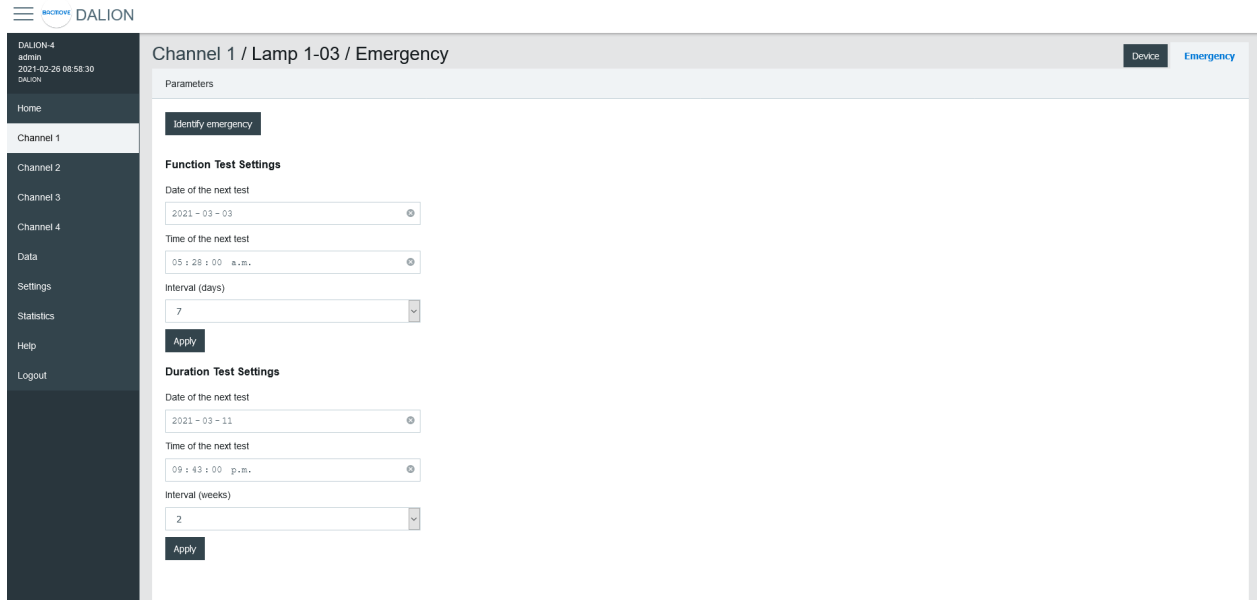 BACMOVE DALION
DALION-4
admin
2021-02-26 08:58:30
DALION
Home
Channel 1
Channel 2
Channel 3
Channel 4
Data
Settings
Statistics
Help
Logout
Channel 1 / Lamp 1-03 / Emergency
Device Emergency
Parameters
Identify emergency
Function Test Settings
Date of the next test
2021-03-03
Time of the next test
05:28:00 a.m.
Interval (days)
7
Apply
Duration Test Settings
Date of the next test
2021-03-11
Time of the next test
09:43:00 p.m.
Interval (weeks)
2
Apply